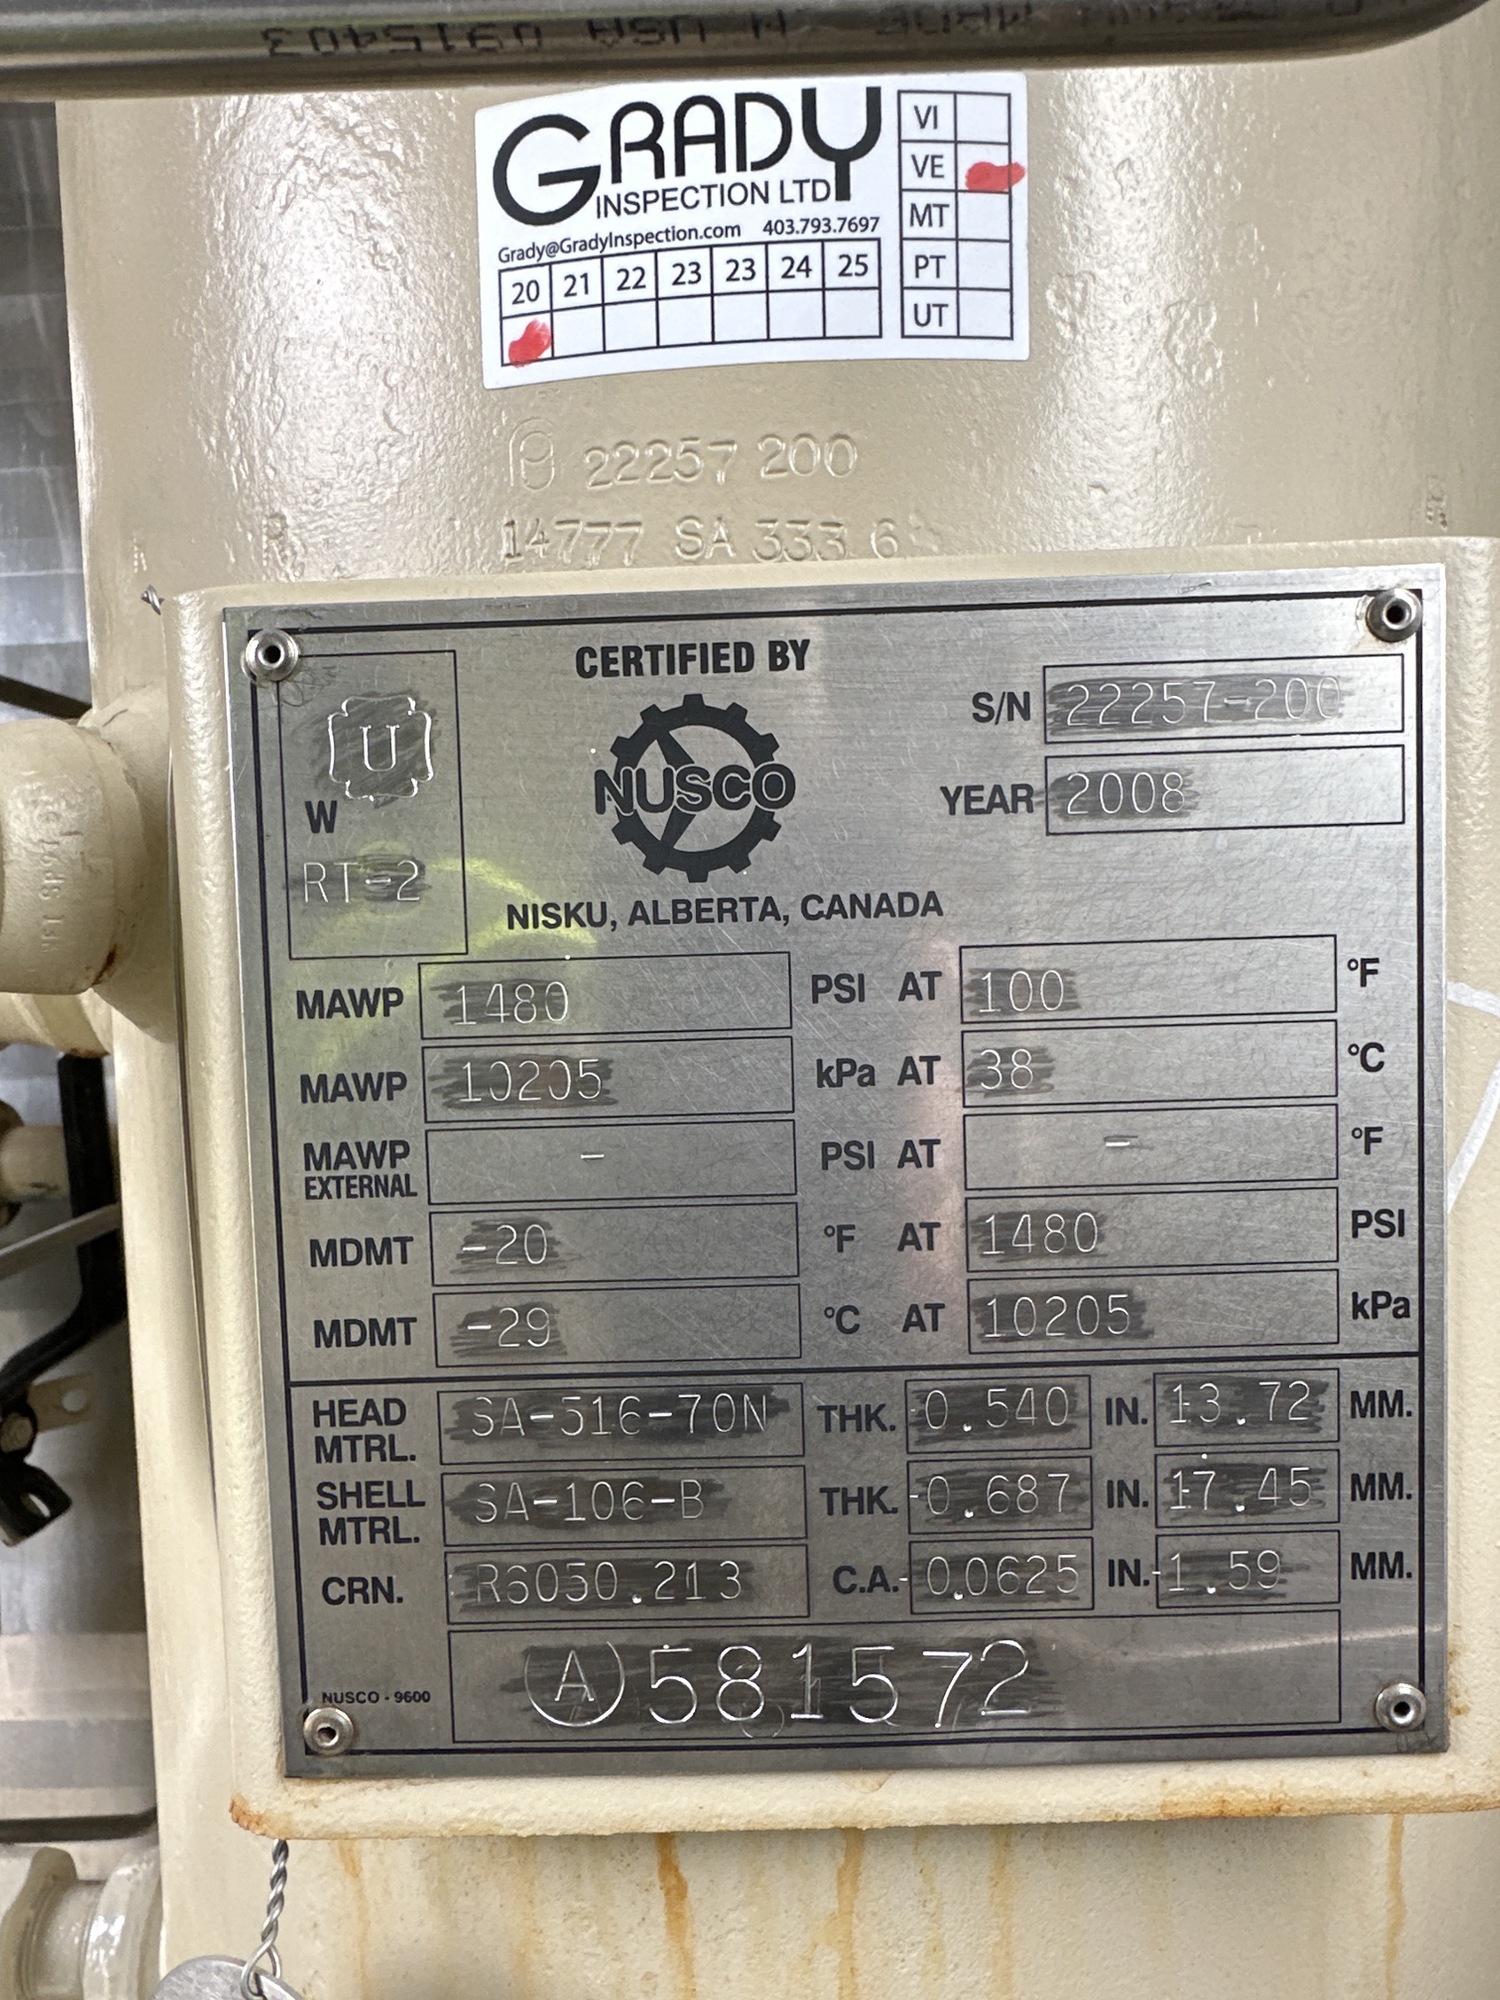 0915403
GRADY
INSPECTION LTD
Grady@GradyInspection.com 403.793.7697
20 21 22 23 23 24 25
VI
VE
MT
PT
UT
22257 200
14777 SA 333 6
U
W
RT-2
CERTIFIED BY
NUSCO
NISKU, ALBERTA, CANADA
S/N 22257-200
YEAR 2008
MAWP 1480 PSI AT 100 °F
MAWP 10205 kPa AT 38 °C
MAWP EXTERNAL - PSI AT - °F
MDMT -20 °F AT 1480 PSI
MDMT -29 °C AT 10205 kPa
HEAD MTRL. SA-516-70N THK. 0.540 IN. 13.72 MM.
SHELL MTRL. SA-106-B THK. 0.687 IN. 17.45 MM.
CRN. R6050.213 C.A. 0.0625 IN. 1.59 MM.
A 581572
NUSCO - 9600